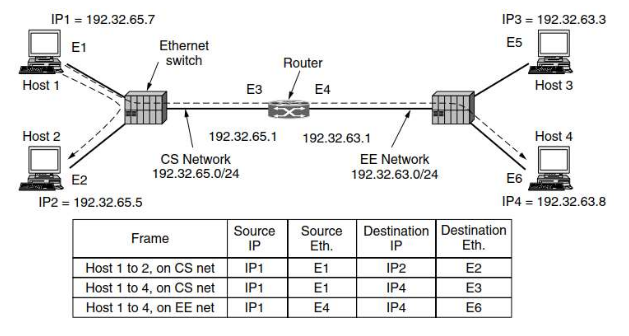 IP1 = 192.32.65.7
IP3 = 192.32.63.3
E1
Ethernet
switch
Router
E5
Host 1
E3
E4
Host 3
Host 2
192.32.65.1
192.32.63.1
Host 4
CS Network
192.32.65.0/24
EE Network
192.32.63.0/24
E2
E6
IP2 = 192.32.65.5
IP4 = 192.32.63.8
Frame
Source
IP
Source
Eth.
Destination
IP
Destination
Eth.
Host 1 to 2, on CS net IP1 E1 IP2 E2
Host 1 to 4, on CS net IP1 E1 IP4 E3
Host 1 to 4, on EE net IP1 E4 IP4 E6